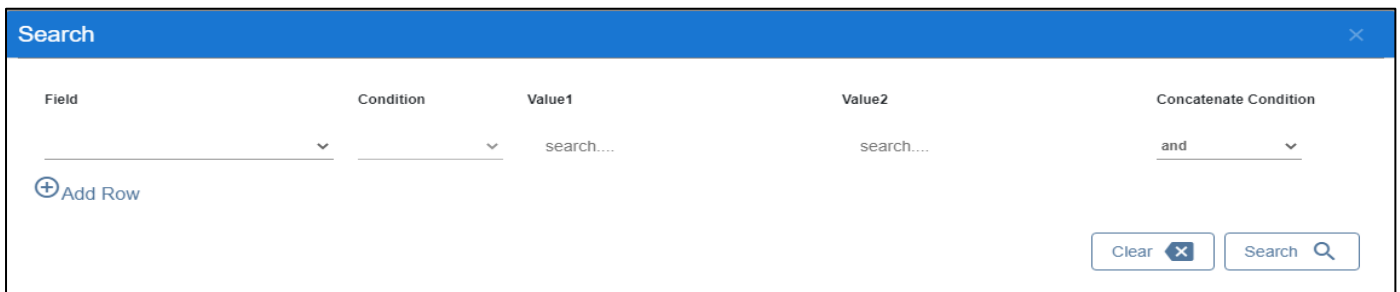 Search
Field Condition Value1 Value2 Concatenate Condition
search.... search.... and
Add Row
Clear Search